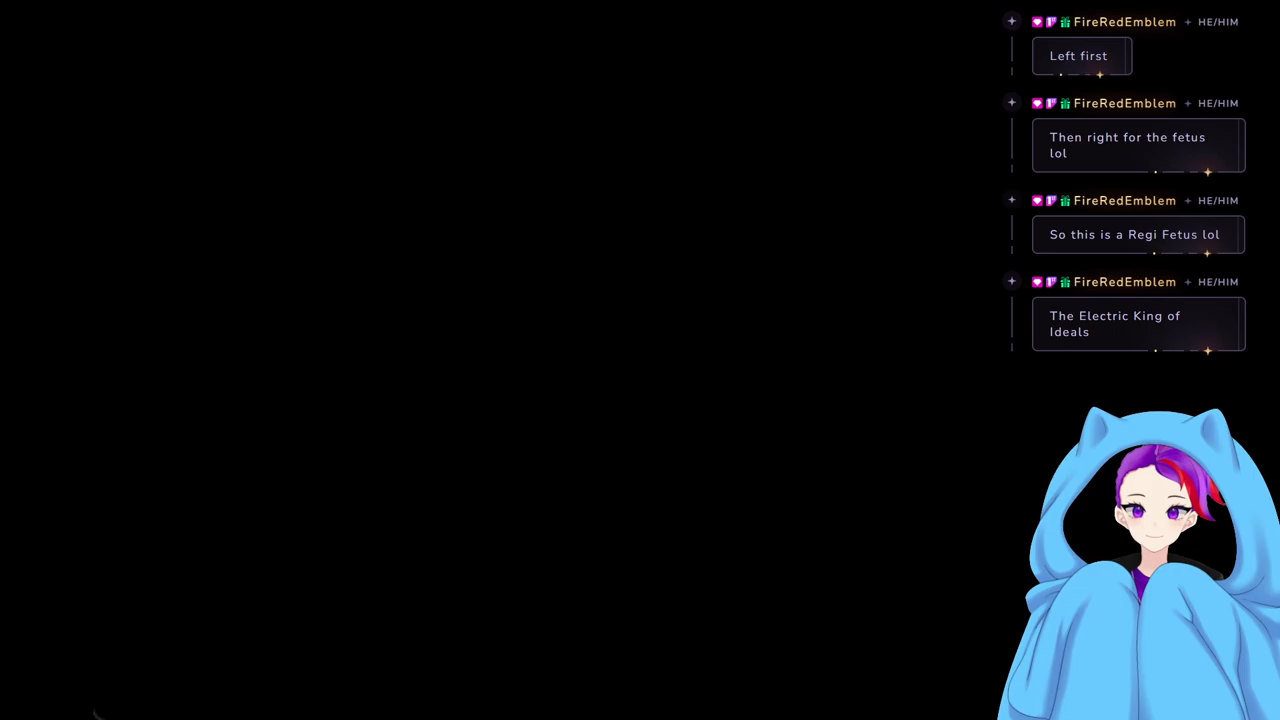 FireRedEmblem HE/HIM
Left first
FireRedEmblem HE/HIM
Then right for the fetus
lol
FireRedEmblem HE/HIM
So this is a Regi Fetus lol
FireRedEmblem HE/HIM
The Electric King of
Ideals